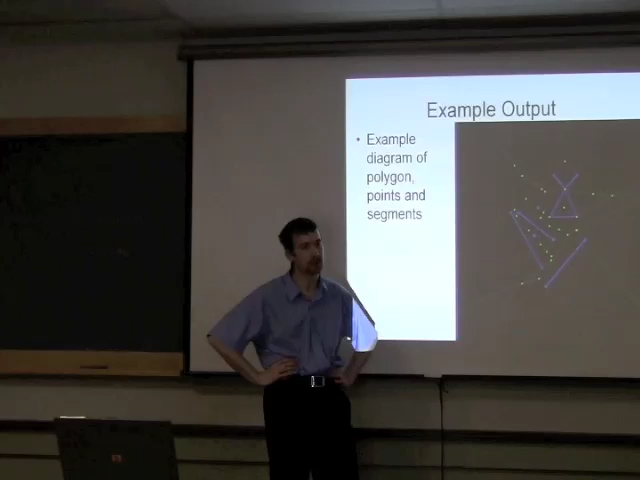 Example Output
• Example
diagram of
polygon,
points and
segments